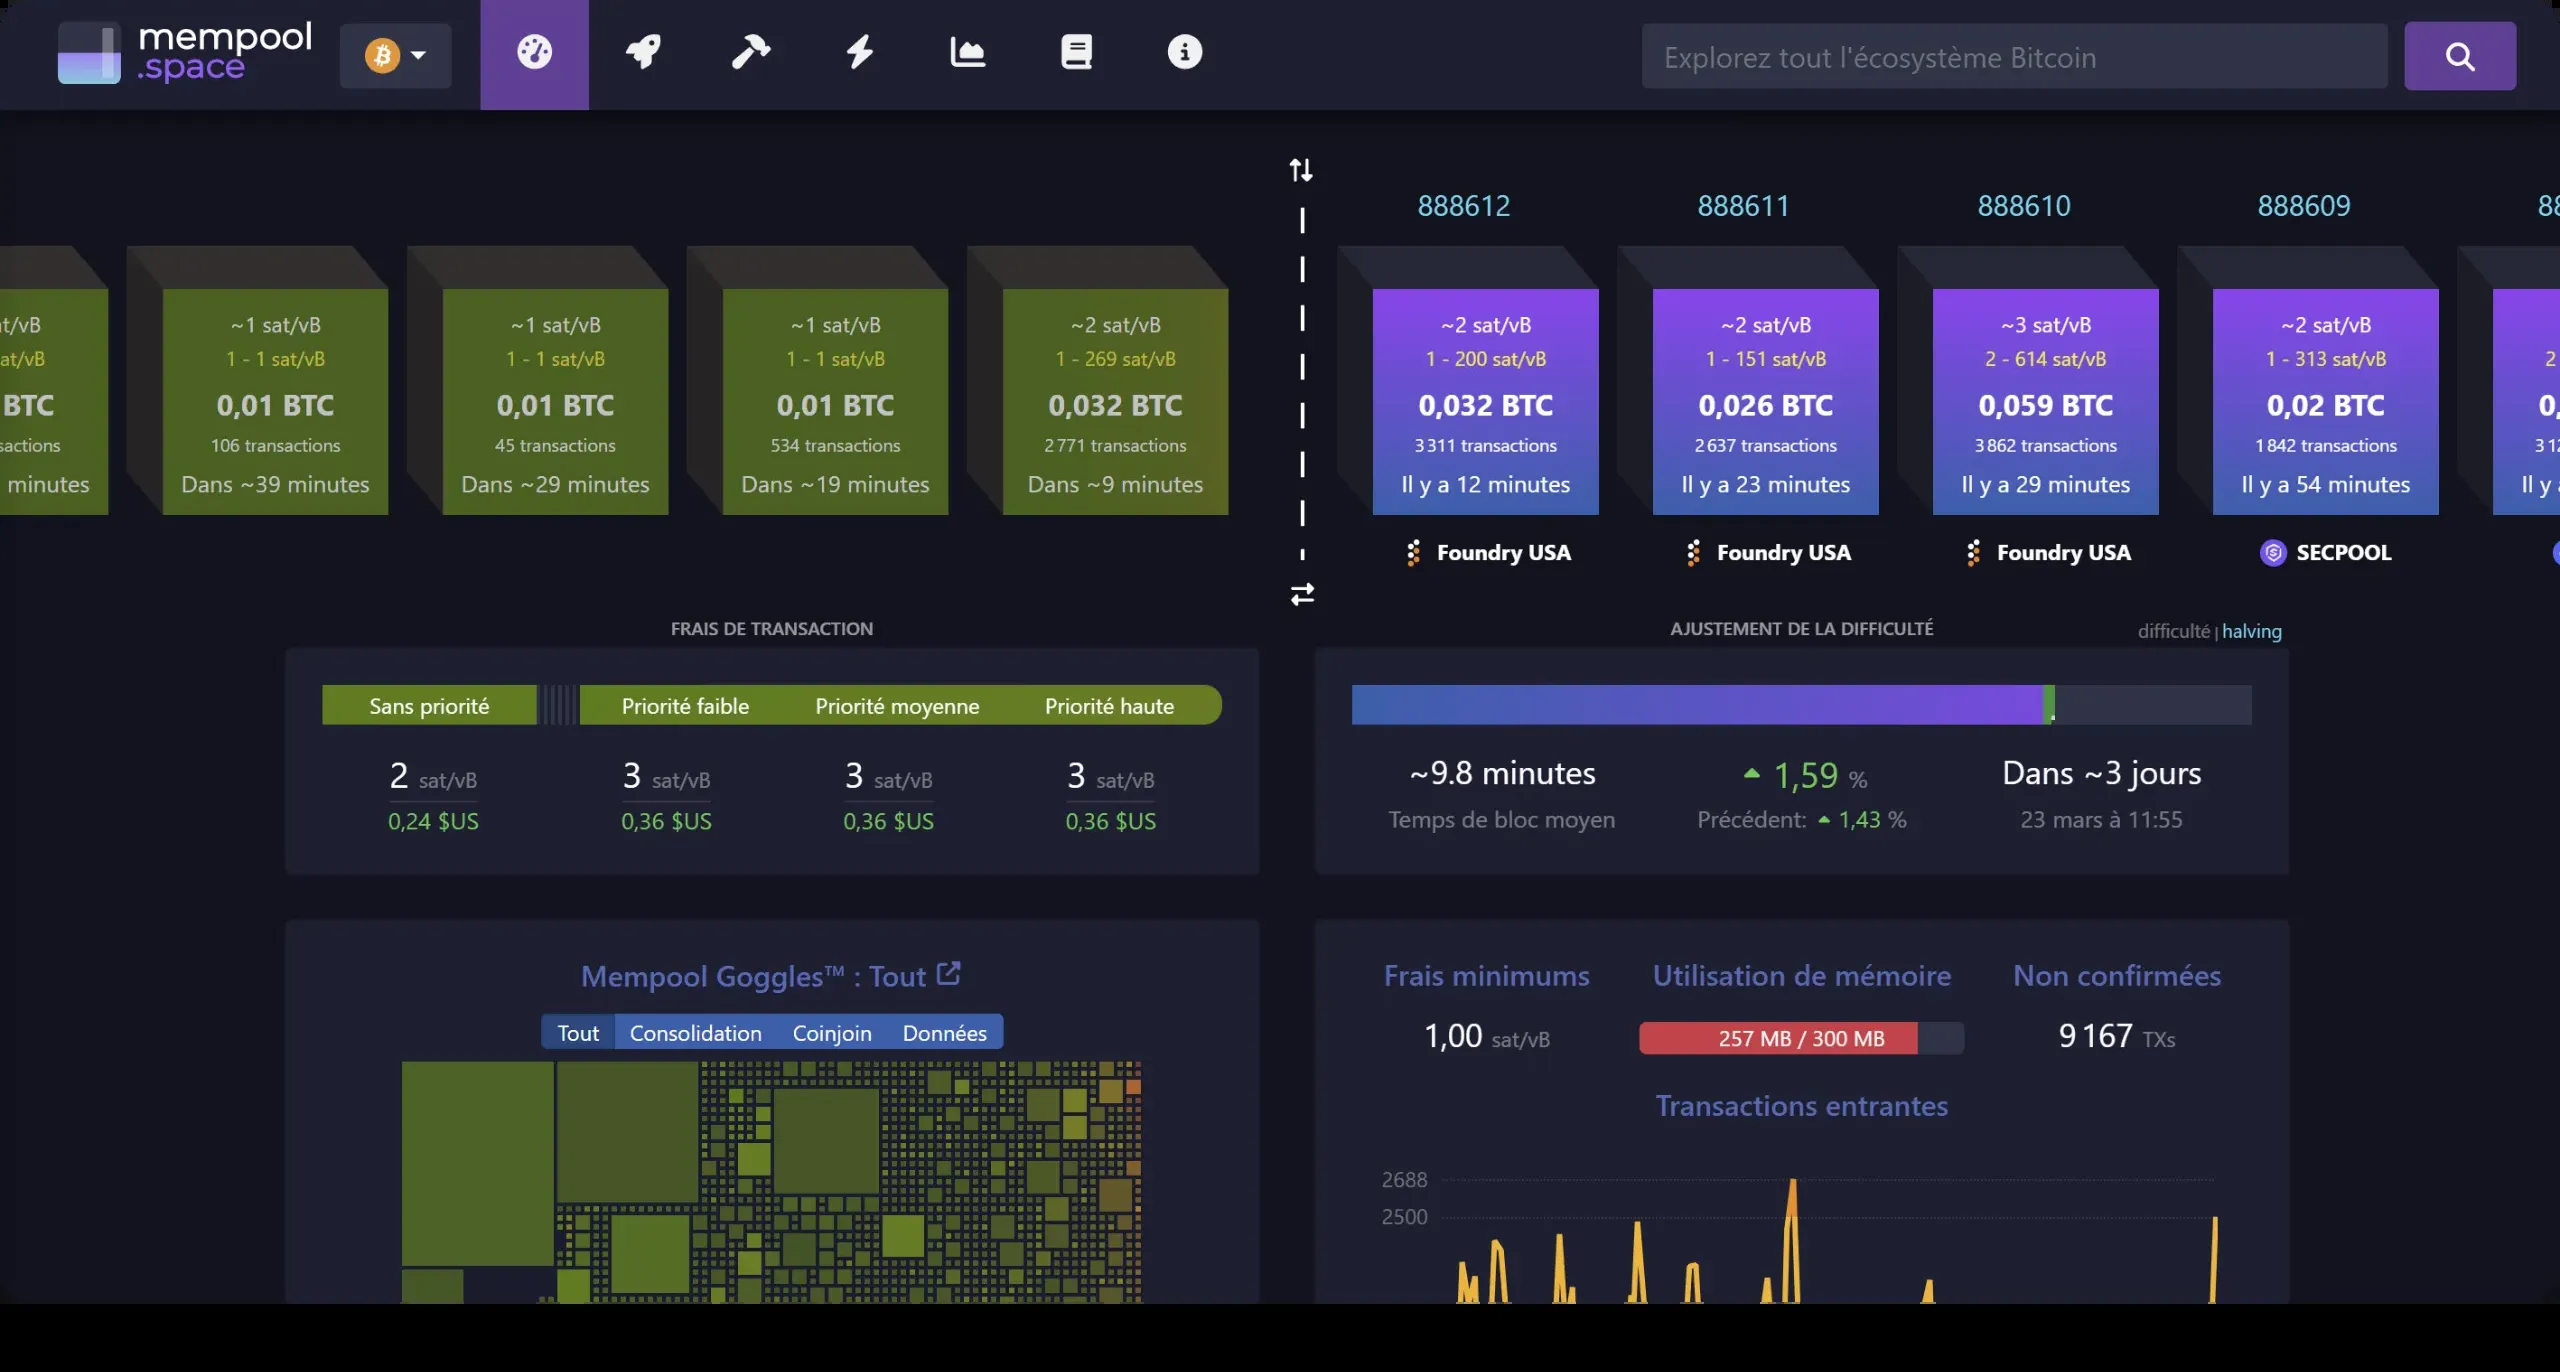 mempool
.space
Explorez tout l'écosystème Bitcoin
888612
888611
888610
888609
~1 sat/vB
1 - 1 sat/vB
0,01 BTC
106 transactions
Dans ~39 minutes
~1 sat/vB
1 - 1 sat/vB
0,01 BTC
45 transactions
Dans ~29 minutes
~1 sat/vB
1 - 1 sat/vB
0,01 BTC
534 transactions
Dans ~19 minutes
~2 sat/vB
1 - 269 sat/vB
0,032 BTC
2 771 transactions
Dans ~9 minutes
~2 sat/vB
1 - 200 sat/vB
0,032 BTC
3 311 transactions
Il y a 12 minutes
Foundry USA
~2 sat/vB
1 - 151 sat/vB
0,026 BTC
2 637 transactions
Il y a 23 minutes
Foundry USA
~3 sat/vB
2 - 614 sat/vB
0,059 BTC
3 862 transactions
Il y a 29 minutes
Foundry USA
~2 sat/vB
1 - 313 sat/vB
0,02 BTC
1 842 transactions
Il y a 54 minutes
SECPOOL
FRAIS DE TRANSACTION
Sans priorité
Priorité faible
Priorité moyenne
Priorité haute
2 sat/vB
3 sat/vB
3 sat/vB
3 sat/vB
0,24 $US
0,36 $US
0,36 $US
0,36 $US
AJUSTEMENT DE LA DIFFICULTÉ
difficulté | halving
~9.8 minutes
1,59 %
Dans ~3 jours
Temps de bloc moyen
Précédent: 1,43 %
23 mars à 11:55
Mempool Goggles™ : Tout
Tout
Consolidation
Coinjoin
Données
Frais minimums
Utilisation de mémoire
Non confirmées
1,00 sat/vB
257 MB / 300 MB
9 167 TXs
Transactions entrantes
2688
2500